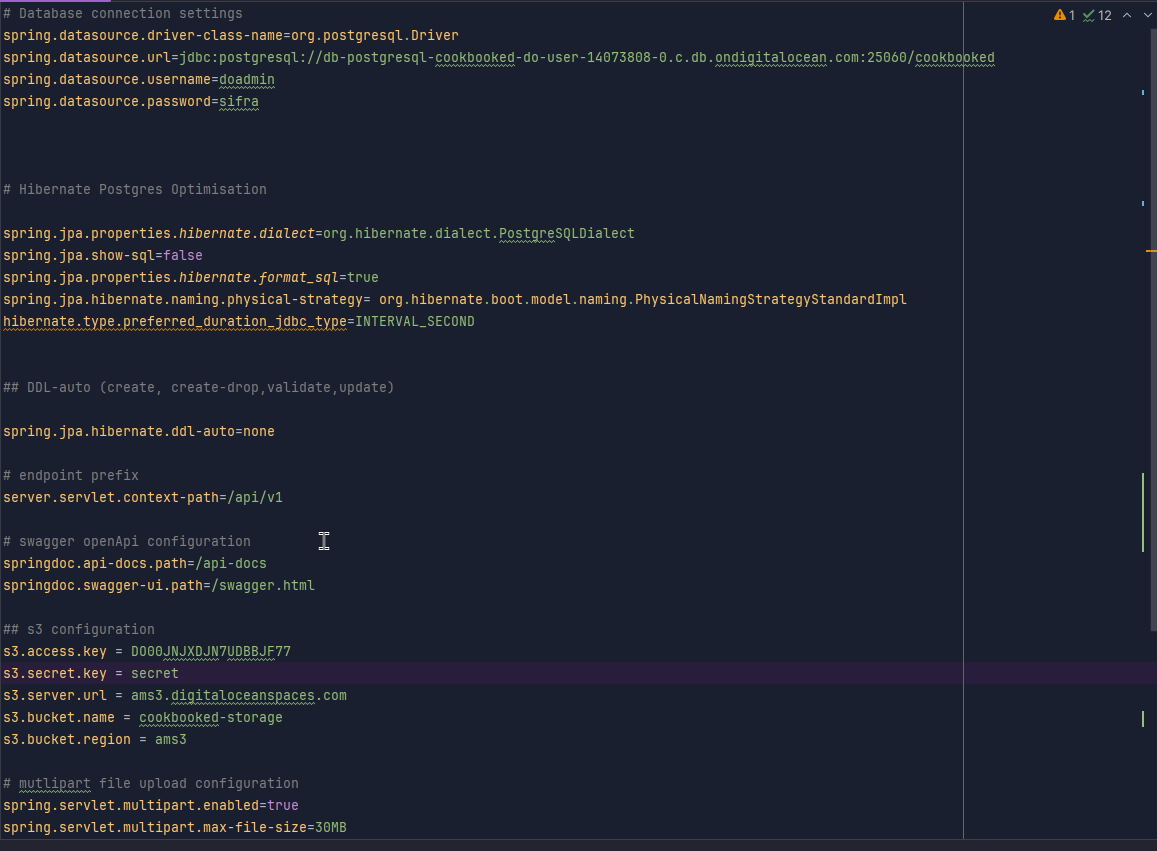 # Database connection settings
spring.datasource.driver-class-name=org.postgresql.Driver
spring.datasource.url=jdbc:postgresql://db-postgresql-cookbooked-do-user-14073808-0.c.db.ondigitalocean.com:25060/cookbooked
spring.datasource.username=doadmin
spring.datasource.password=sifra
# Hibernate Postgres Optimisation
spring.jpa.properties.hibernate.dialect=org.hibernate.dialect.PostgreSQLDialect
spring.jpa.show-sql=false
spring.jpa.properties.hibernate.format_sql=true
spring.jpa.hibernate.naming.physical-strategy= org.hibernate.boot.model.naming.PhysicalNamingStrategyStandardImpl
hibernate.type.preferred_duration_jdbc_type=INTERVAL_SECOND
## DDL-auto (create, create-drop,validate,update)
spring.jpa.hibernate.ddl-auto=none
# endpoint prefix
server.servlet.context-path=/api/v1
# swagger openApi configuration
springdoc.api-docs.path=/api-docs
springdoc.swagger-ui.path=/swagger.html
## s3 configuration
s3.access.key = DO00JNJXDJN7UDBBJF77
s3.secret.key = secret
s3.server.url = ams3.digitaloceanspaces.com
s3.bucket.name = cookbooked-storage
s3.bucket.region = ams3
# mutlipart file upload configuration
spring.servlet.multipart.enabled=true
spring.servlet.multipart.max-file-size=30MB
1 12